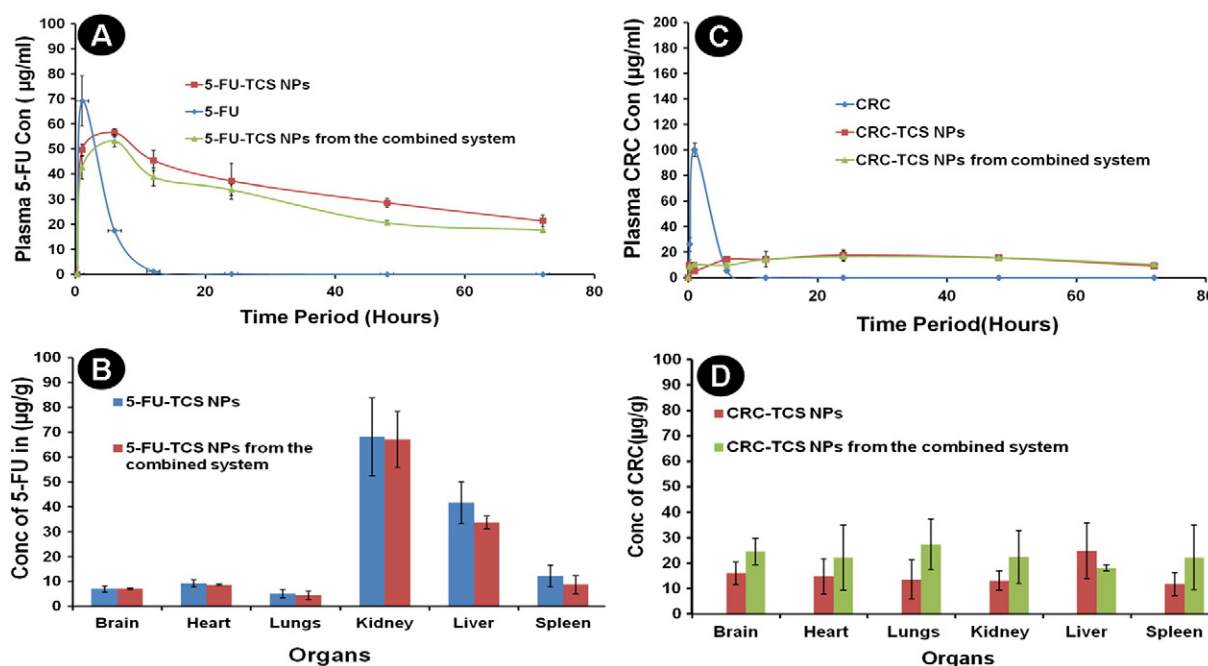 A
Plasma 5-FU Con ( µg/ml)
100
90
80
70
60
50
40
30
20
10
0
5-FU-TCS NPs
5-FU
5-FU-TCS NPs from the combined system
0 20 40 60 80
Time Period (Hours)
C
Plasma CRC Con (µg/ml)
200
180
160
140
120
100
80
60
40
20
0
CRC
CRC-TCS NPs
CRC-TCS NPs from combined system
0 20 40 60 80
Time Period(Hours)
B
Conc of 5-FU in (µg/g)
100
90
80
70
60
50
40
30
20
10
0
5-FU-TCS NPs
5-FU-TCS NPs from the
combined system
Brain Heart Lungs Kidney Liver Spleen
Organs
D
Conc of CRC(µg/g)
100
90
80
70
60
50
40
30
20
10
0
CRC-TCS NPs
CRC-TCS NPs from the combined system
Brain Heart Lungs Kidney Liver Spleen
Organs